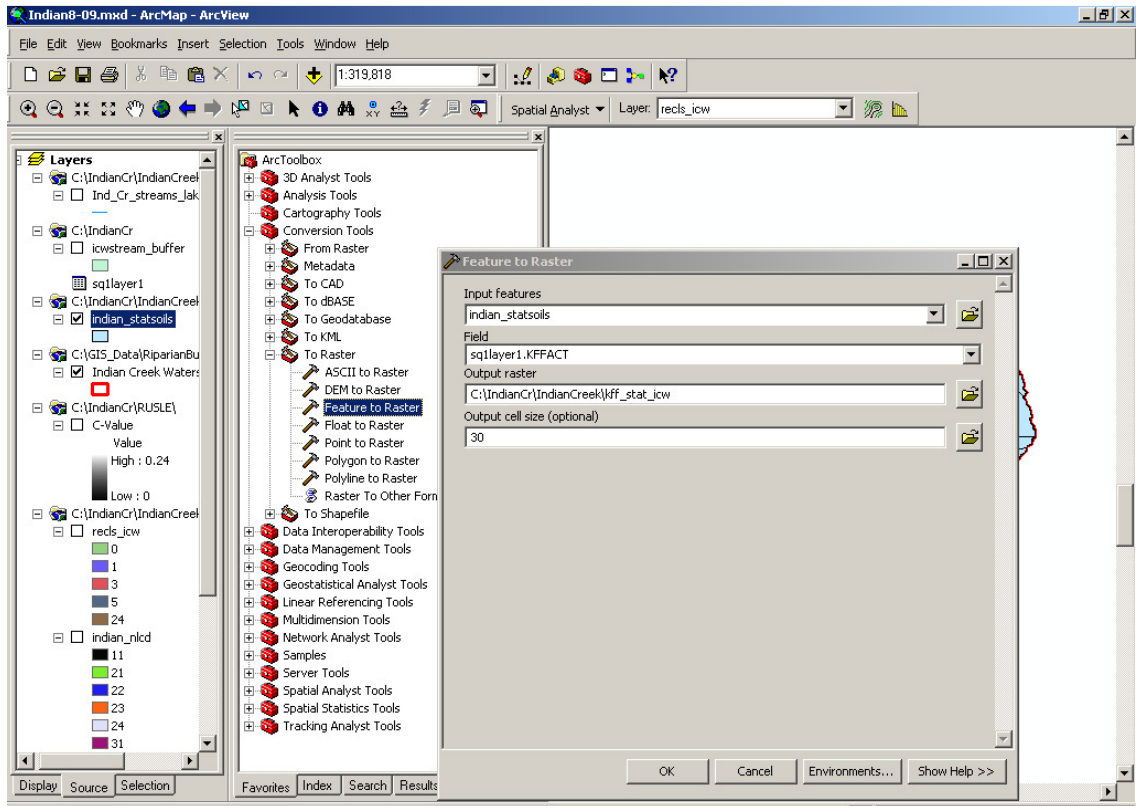 Indian8-09.mxd - ArcMap - ArcView
File Edit View Bookmarks Insert Selection Tools Window Help
1:319,818
Spatial Analyst Layer: recls_icw
Layers
C:\IndianCr\IndianCreek
Ind_Cr_streams_lak
C:\IndianCr
icwstream_buffer
sq1layer1
C:\IndianCr\IndianCreek
indian_statsoils
C:\GIS_Data\RiparianBu
Indian Creek Waters
C:\IndianCr\RUSLE\
C-Value
Value
High : 0.24
Low : 0
C:\IndianCr\IndianCreek
recls_icw
0
1
3
5
24
indian_nlcd
11
21
22
23
24
31
Display Source Selection
ArcToolbox
3D Analyst Tools
Analysis Tools
Cartography Tools
Conversion Tools
From Raster
Metadata
To CAD
To dBASE
To Geodatabase
To KML
To Raster
ASCII to Raster
DEM to Raster
Feature to Raster
Float to Raster
Point to Raster
Polygon to Raster
Polyline to Raster
Raster To Other Form
To Shapefile
Data Interoperability Tools
Data Management Tools
Geocoding Tools
Geostatistical Analyst Tools
Linear Referencing Tools
Multidimension Tools
Network Analyst Tools
Samples
Server Tools
Spatial Analyst Tools
Spatial Statistics Tools
Tracking Analyst Tools
Favorites Index Search Results
Feature to Raster
Input features
indian_statsoils
Field
sq1layer1.KFFACT
Output raster
C:\IndianCr\IndianCreek\kff_stat_icw
Output cell size (optional)
30
OK Cancel Environments... Show Help >>